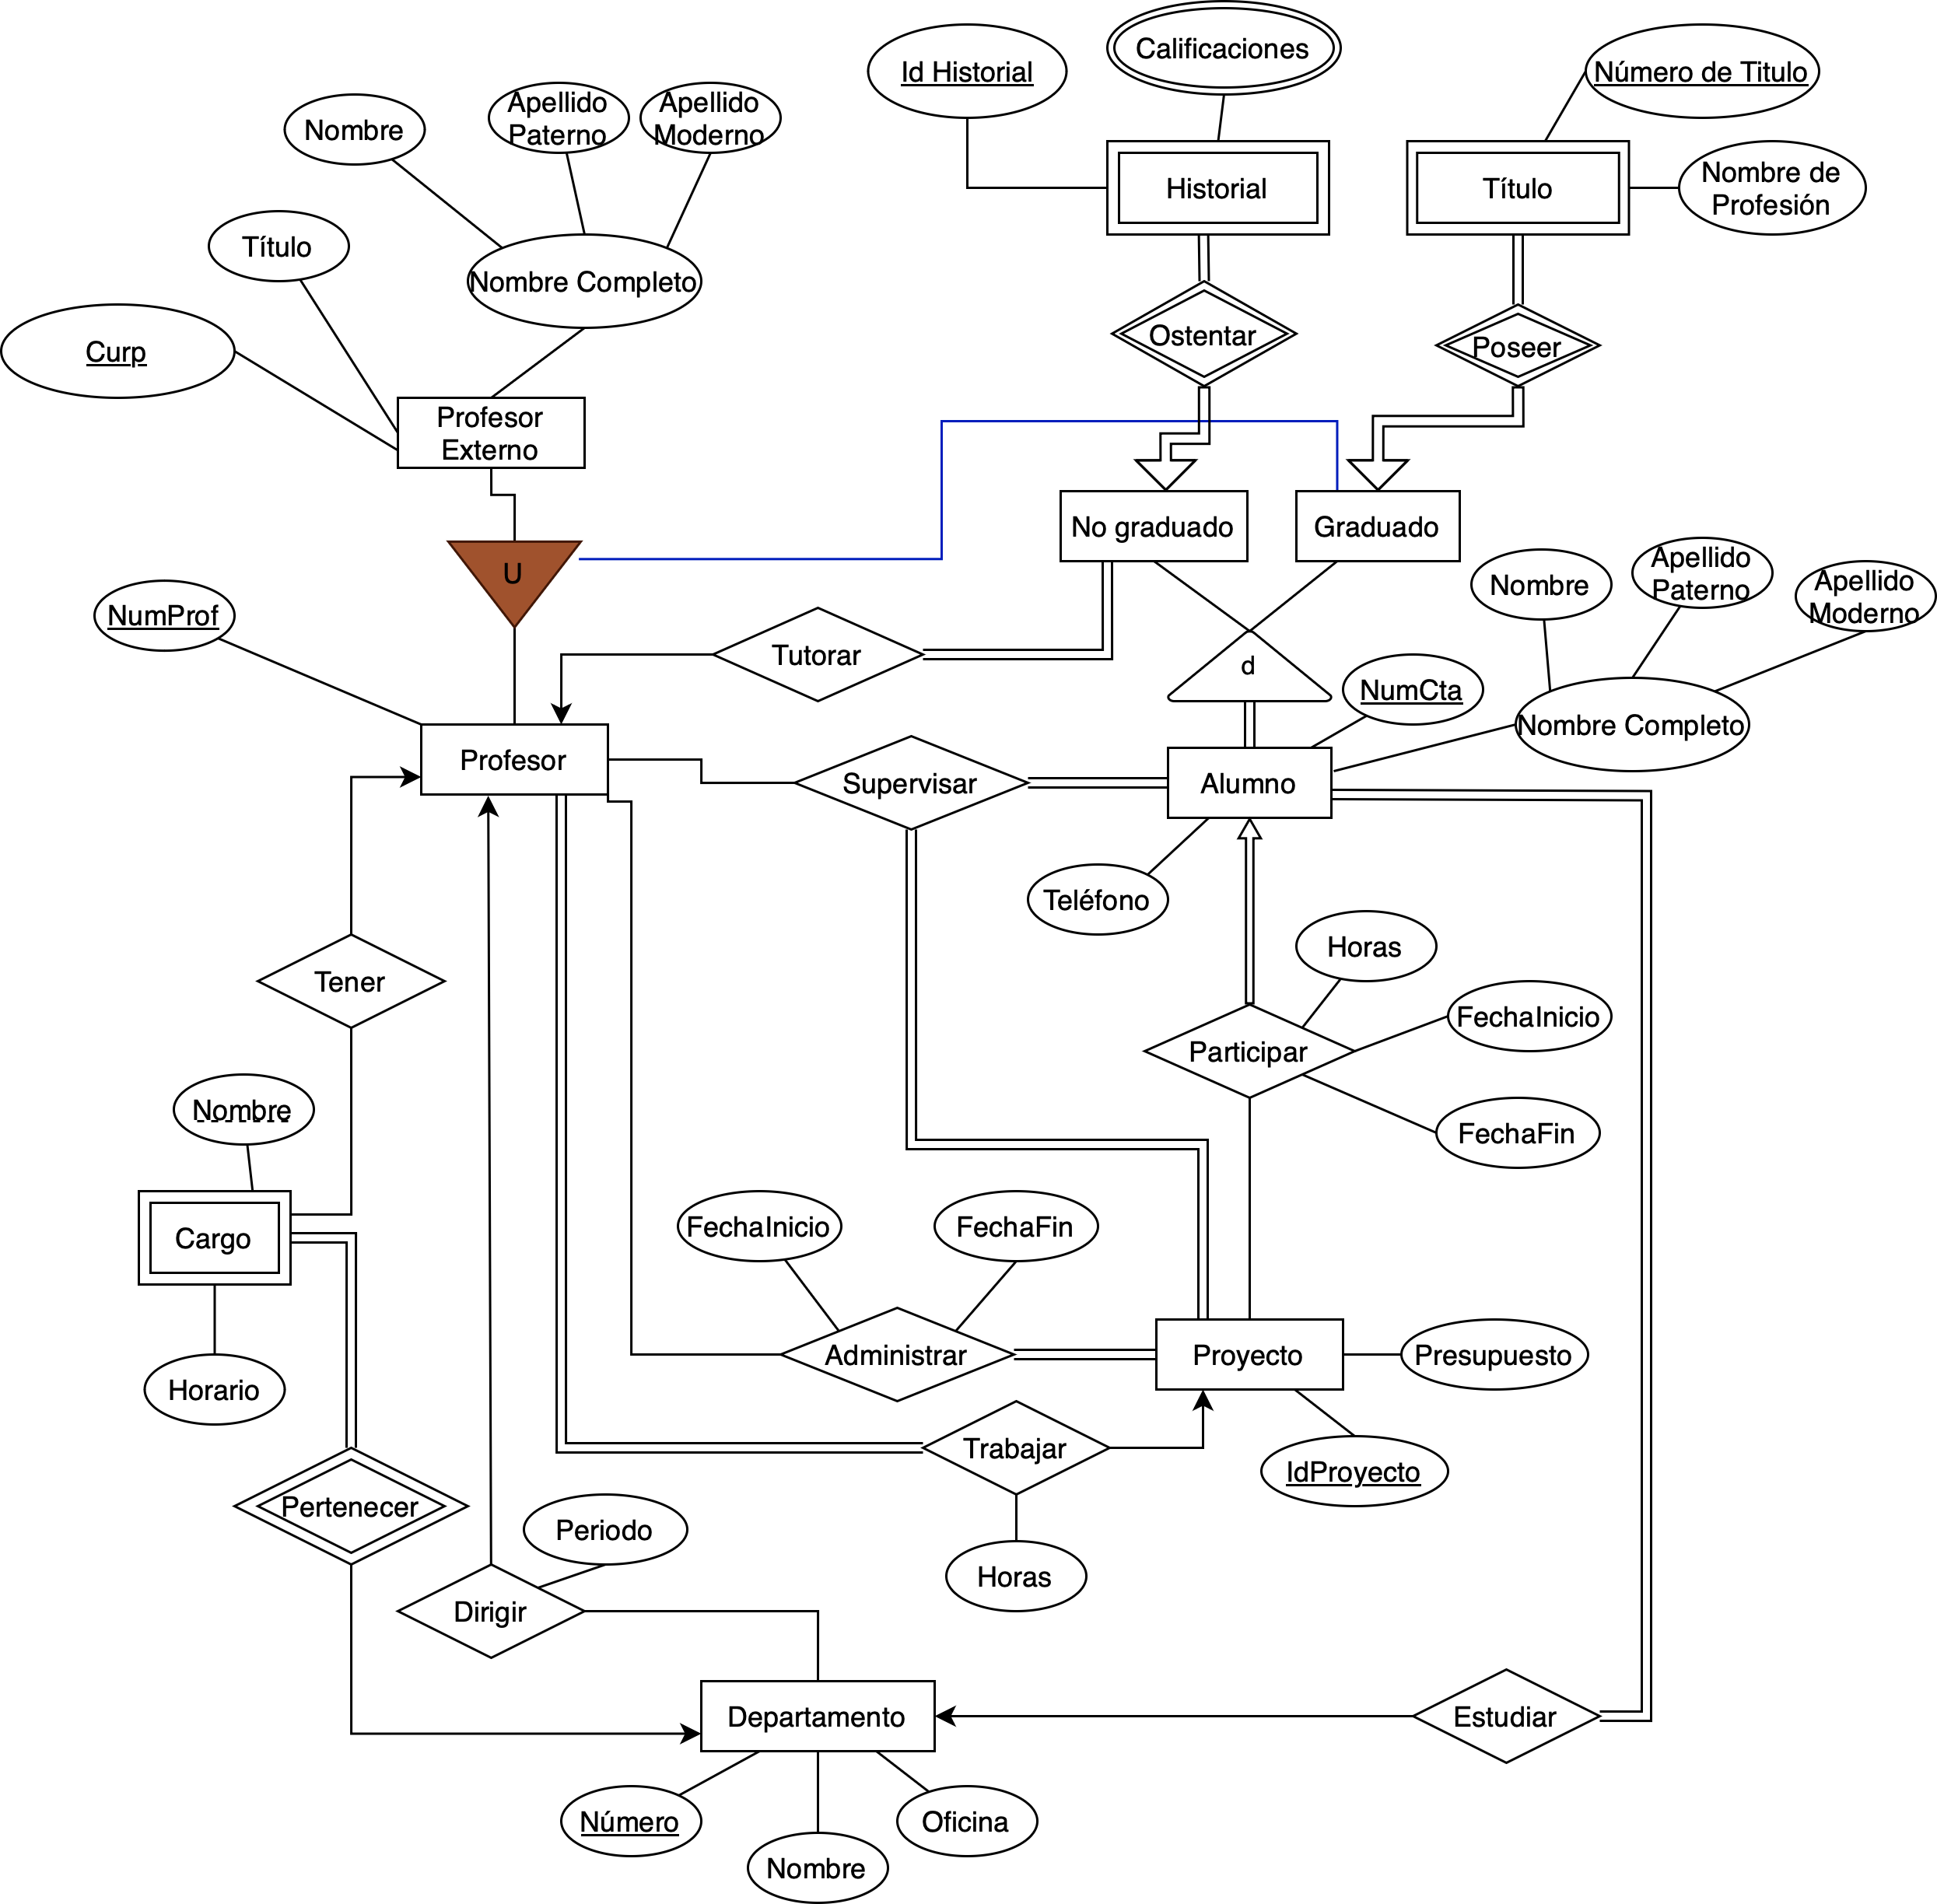 Calificaciones
Id Historial
Número de Titulo
Nombre
Apellido
Paterno
Apellido
Moderno
Historial
Título
Nombre de
Profesión
Título
Nombre Completo
Ostentar
Poseer
Curp
Profesor
Externo
No graduado
Graduado
U
NumProf
Tutorar
d
Nombre
Apellido
Paterno
Apellido
Moderno
NumCta
Nombre Completo
Profesor
Supervisar
Alumno
Teléfono
Horas
Tener
FechaInicio
Participar
Nombre
FechaFin
Cargo
FechaInicio
FechaFin
Horario
Administrar
Proyecto
Presupuesto
Trabajar
IdProyecto
Pertenecer
Periodo
Horas
Dirigir
Departamento
Estudiar
Número
Oficina
Nombre